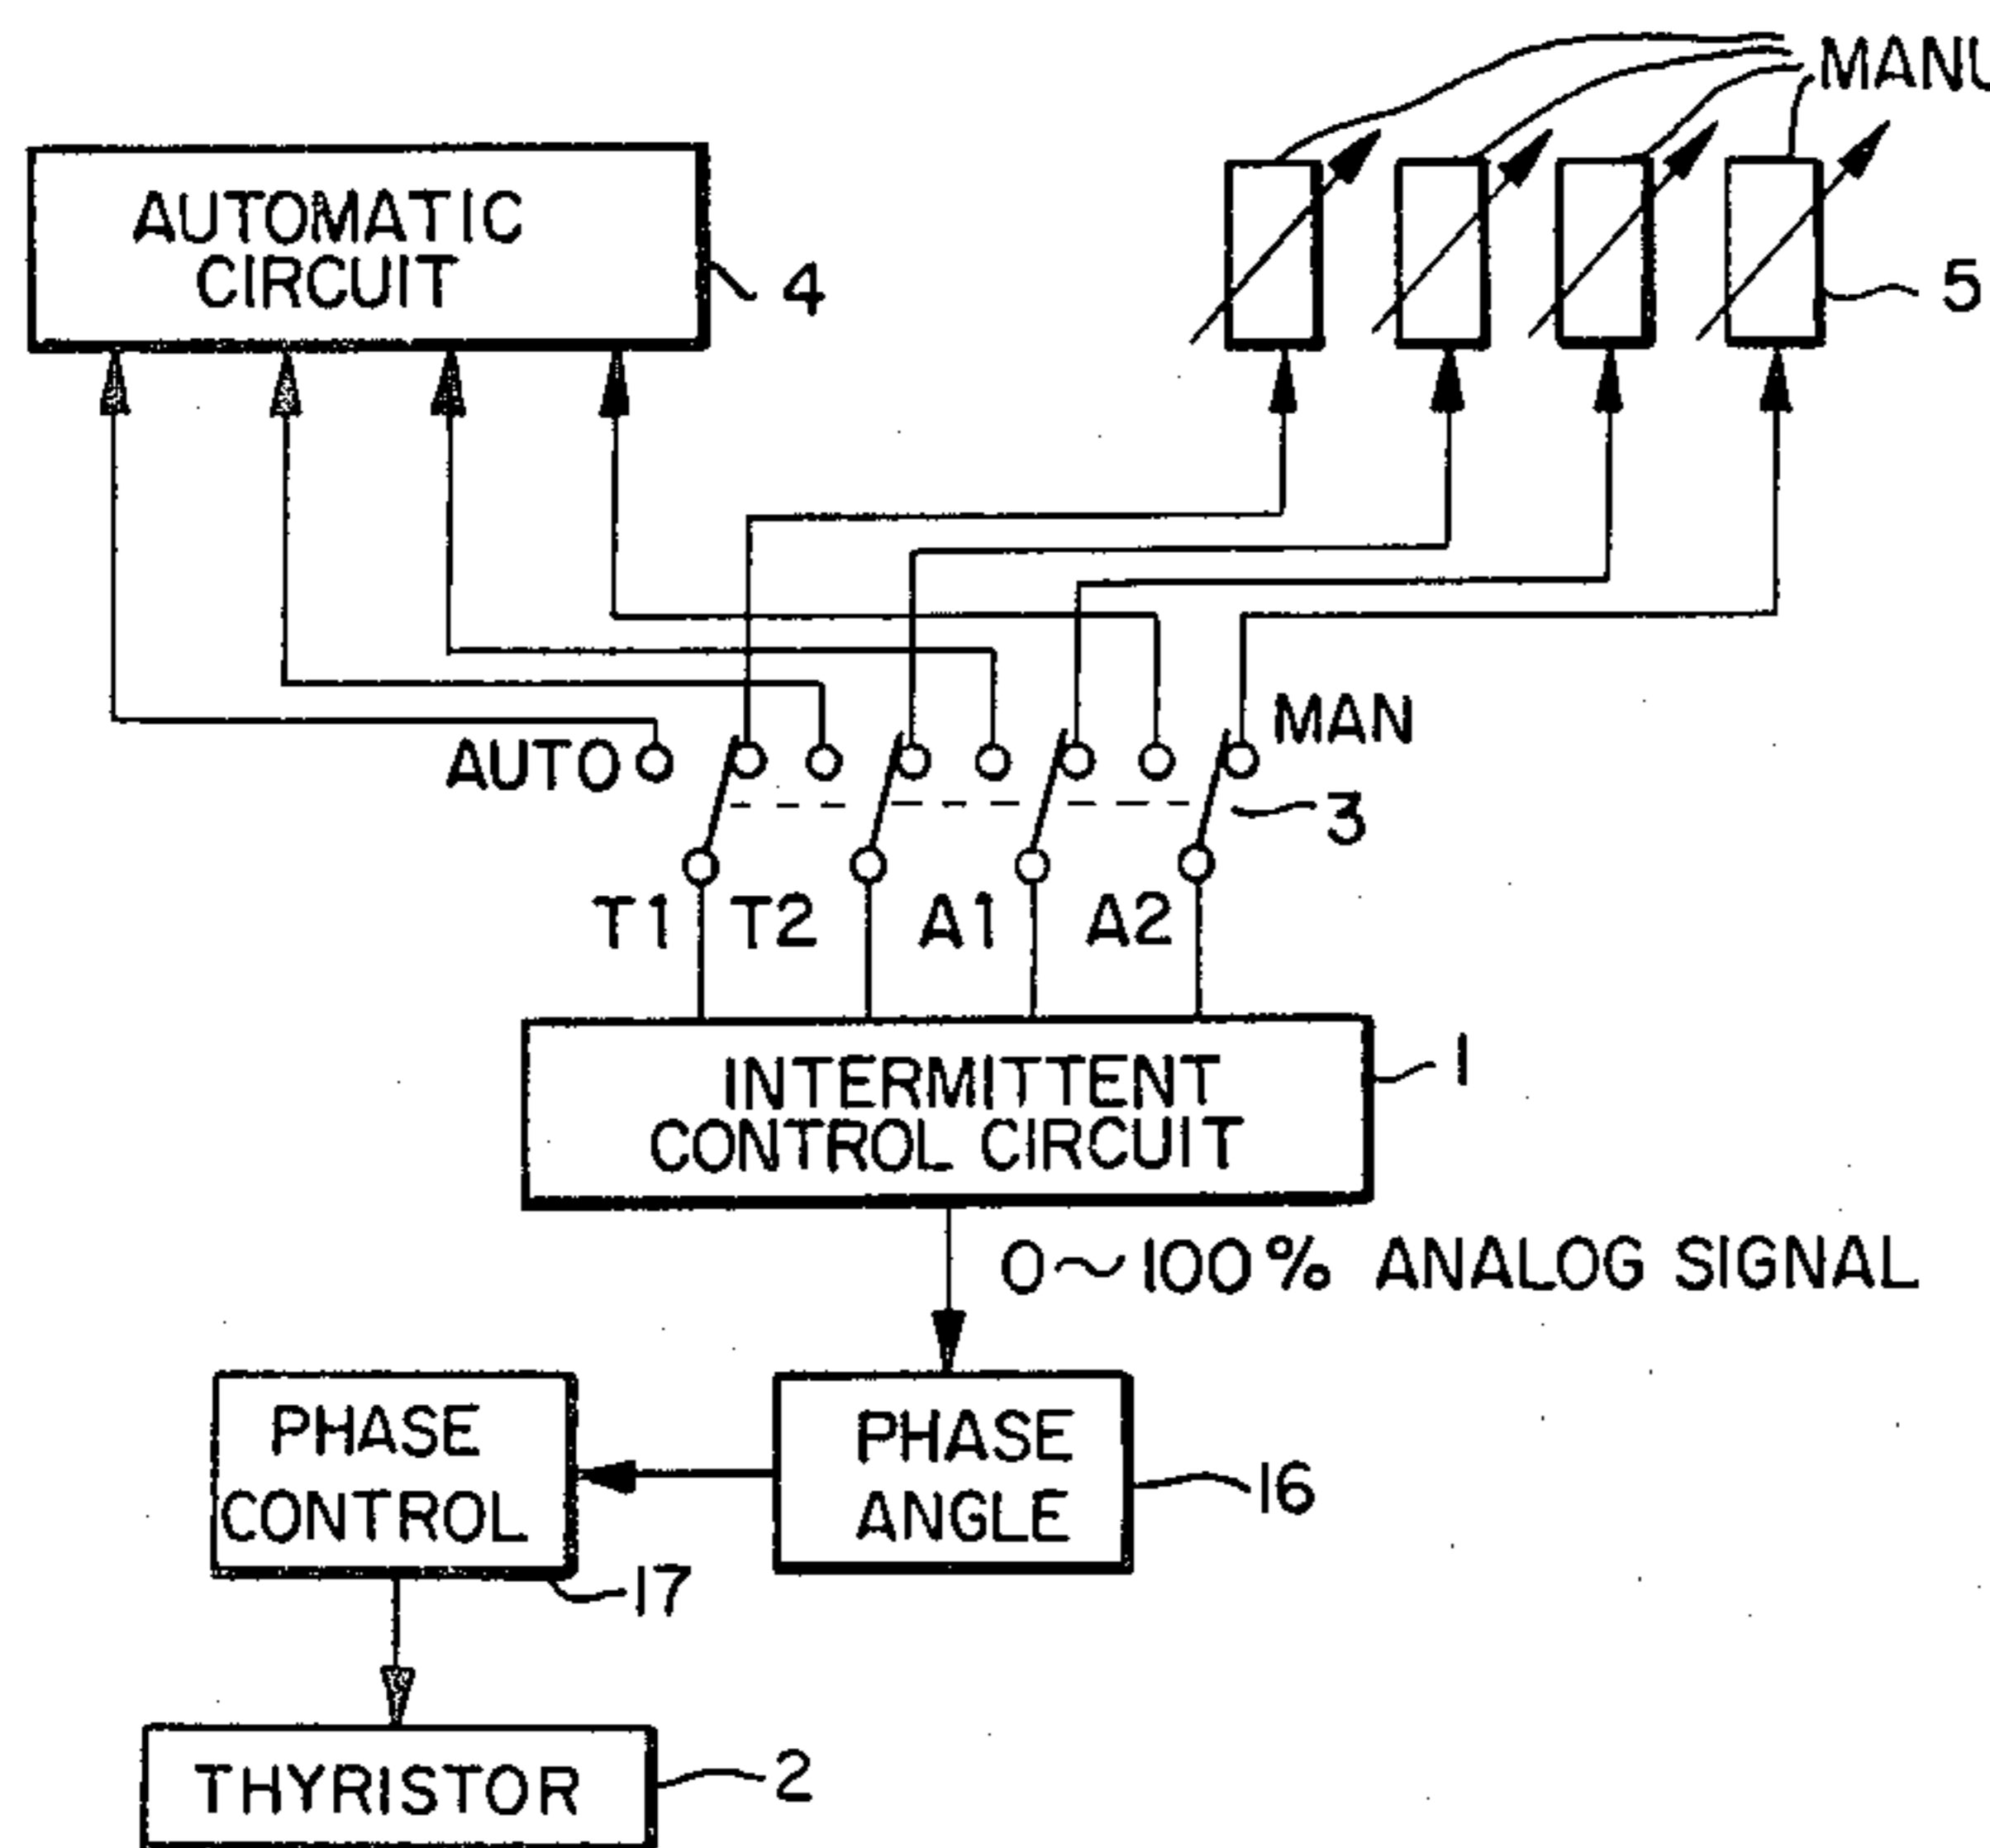 MANU
AUTOMATIC
CIRCUIT
4
5
AUTO
MAN
3
T1 T2 A1 A2
INTERMITTENT
CONTROL CIRCUIT
1
0~100% ANALOG SIGNAL
PHASE
CONTROL
17
PHASE
ANGLE
16
THYRISTOR
2